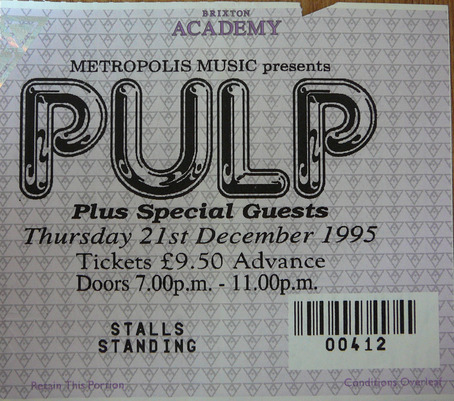 BRIXTON
ACADEMY
METROPOLIS MUSIC presents
PULP
Plus Special Guests
Thursday 21st December 1995
Tickets £9.50 Advance
Doors 7.00p.m. - 11.00p.m.
STALLS
STANDING
00412
Retain This Portion
Conditions Overleaf